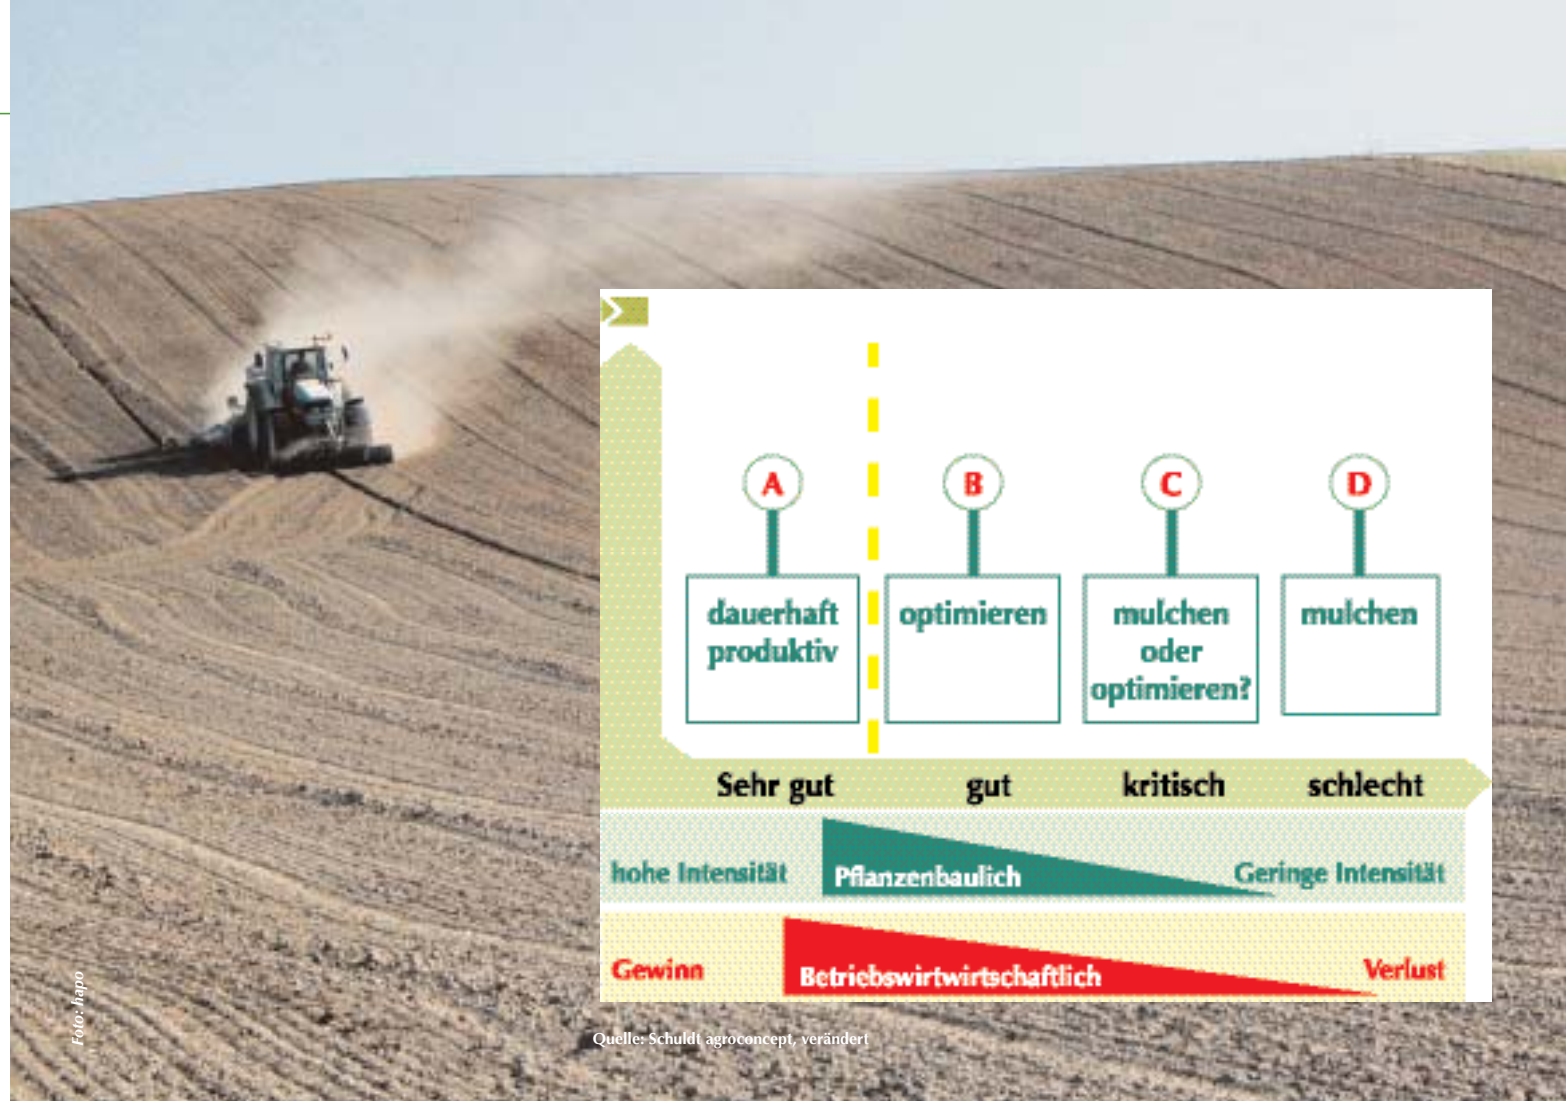 A
B
C
D
dauerhaft
produktiv
optimieren
mulchen
oder
optimieren?
mulchen
Sehr gut
gut
kritisch
schlecht
hohe Intensität
Pflanzenbaulich
Geringe Intensität
Gewinn
Betriebswirtwirtschaftlich
Verlust
Foto: hapo
Quelle: Schuldt agroconcept, verändert